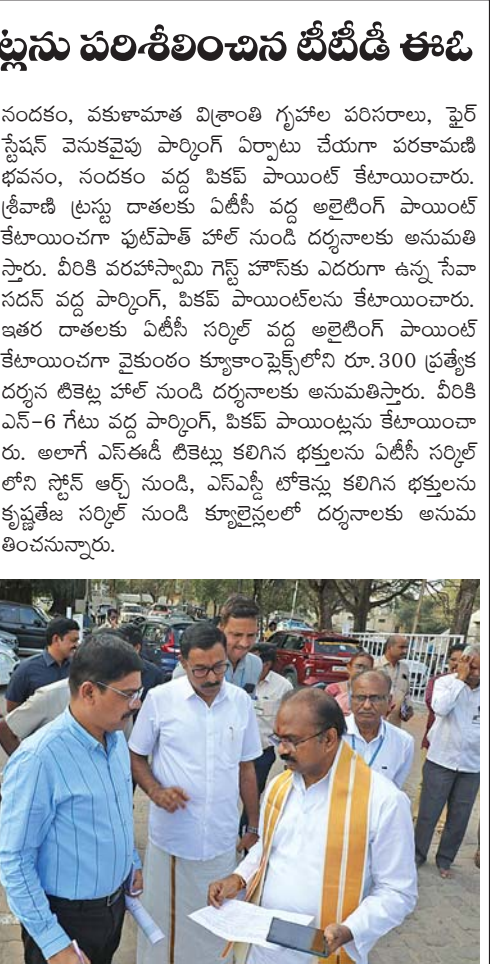 ట్లను పరిశీలించిన టీటీడీ ఈఓ
నందకం, వకుళామాత విశ్రాంతి గృహాల పరిసరాలు, ఫైర్
స్టేషన్ వెనుకవైపు పార్కింగ్ ఏర్పాటు చేయగా పరకామణి
భవనం, నందకం వద్ద పికప్ పాయింట్ కేటాయించారు.
శ్రీవాణి ట్రస్టు దాతలకు ఏటీసీ వద్ద అలైటింగ్ పాయింట్
కేటాయించగా ఫుట్‌పాత్ హాల్ నుండి దర్శనాలకు అనుమతి
స్తారు. వీరికి వరహాస్వామి గెస్ట్ హౌస్‌కు ఎదరుగా ఉన్న సేవా
సదన్ వద్ద పార్కింగ్, పికప్ పాయింట్‌లను కేటాయించారు.
ఇతర దాతలకు ఏటీసీ సర్కిల్ వద్ద అలైటింగ్ పాయింట్
కేటాయించగా వైకుంఠం క్యూకాంప్లెక్స్‌లోని రూ.300 ప్రత్యేక
దర్శన టికెట్ల హాల్ నుండి దర్శనాలకు అనుమతిస్తారు. వీరికి
ఎన్-6 గేటు వద్ద పార్కింగ్, పికప్ పాయింట్లను కేటాయించా
రు. అలాగే ఎస్ఈడీ టికెట్లు కలిగిన భక్తులను ఏటీసీ సర్కిల్
లోని స్టోన్ ఆర్చ్ నుండి, ఎస్ఎస్డీ టోకెన్లు కలిగిన భక్తులను
కృష్ణతేజ సర్కిల్ నుండి క్యూలైన్లలలో దర్శనాలకు అనుమ
తించనున్నారు.